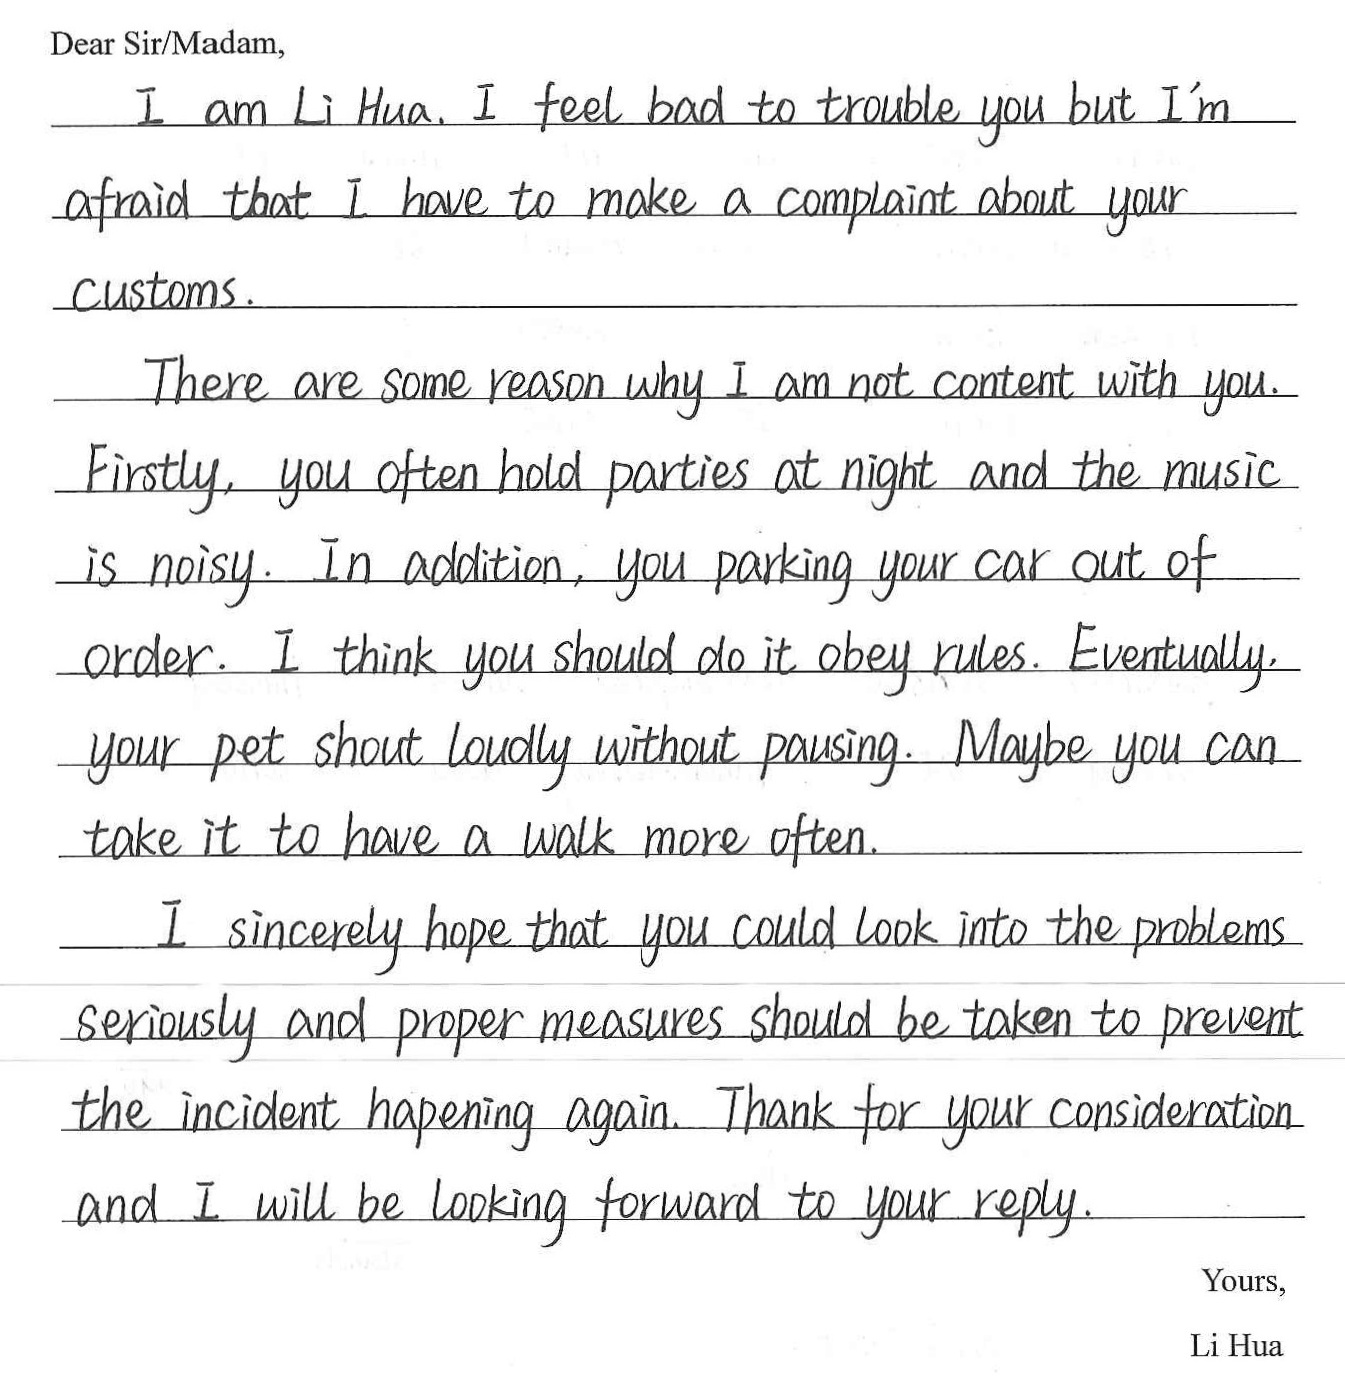 Dear Sir/Madam,
I am Li Hua. I feel bad to trouble you but I'm
afraid that I have to make a complaint about your
customs.
There are some reason why I am not content with you.
Firstly, you often hold parties at night and the music
is noisy. In addition, you parking your car out of
order. I think you should do it obey rules. Eventually,
your pet shout loudly without pausing. Maybe you can
take it to have a walk more often.
I sincerely hope that you could look into the problems
seriously and proper measures should be taken to prevent
the incident hapening again. Thank for your consideration
and I will be looking forward to your reply.
Yours,
Li Hua